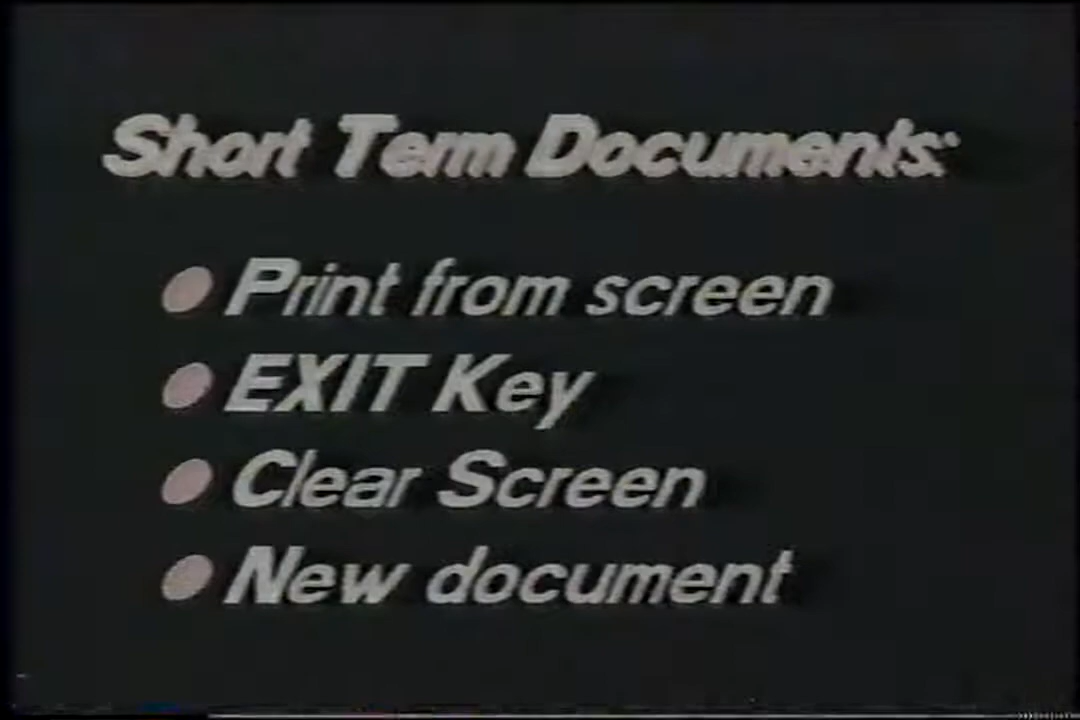 Short Term Documents:
● Print from screen
● EXIT Key
● Clear Screen
● New document